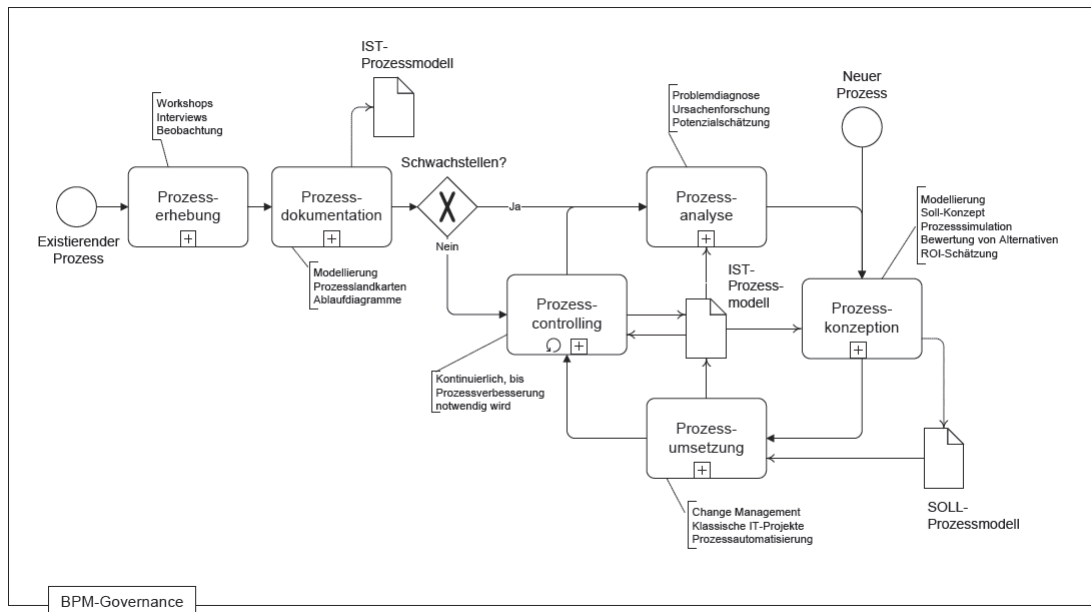 IST-
Prozessmodell
Workshops
Interviews
Beobachtung
Problemdiagnose
Ursachenforschung
Potenzialschätzung
Neuer
Prozess
Schwachstellen?
Existierender
Prozess
Prozess-
erhebung
Prozess-
dokumentation
X
Ja
Nein
Prozess-
analyse
Modellierung
Soll-Konzept
Prozesssimulation
Bewertung von Alternativen
ROI-Schätzung
Modellierung
Prozesslandkarten
Ablaufdiagramme
IST-
Prozess-
modell
Prozess-
controlling
Prozess-
konzeption
Kontinuierlich, bis
Prozessverbesserung
notwendig wird
Prozess-
umsetzung
SOLL-
Prozessmodell
Change Management
Klassische IT-Projekte
Prozessautomatisierung
BPM-Governance